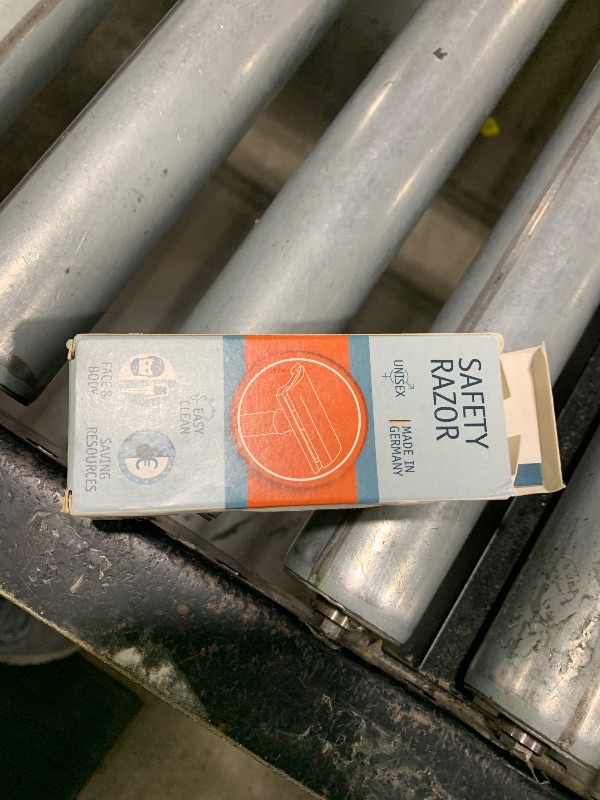 SAFETY
RAZOR
UNISEX
MADE IN
GERMANY
EASY
CLEAN
FACE &
BODY
SAVING
RESOURCES